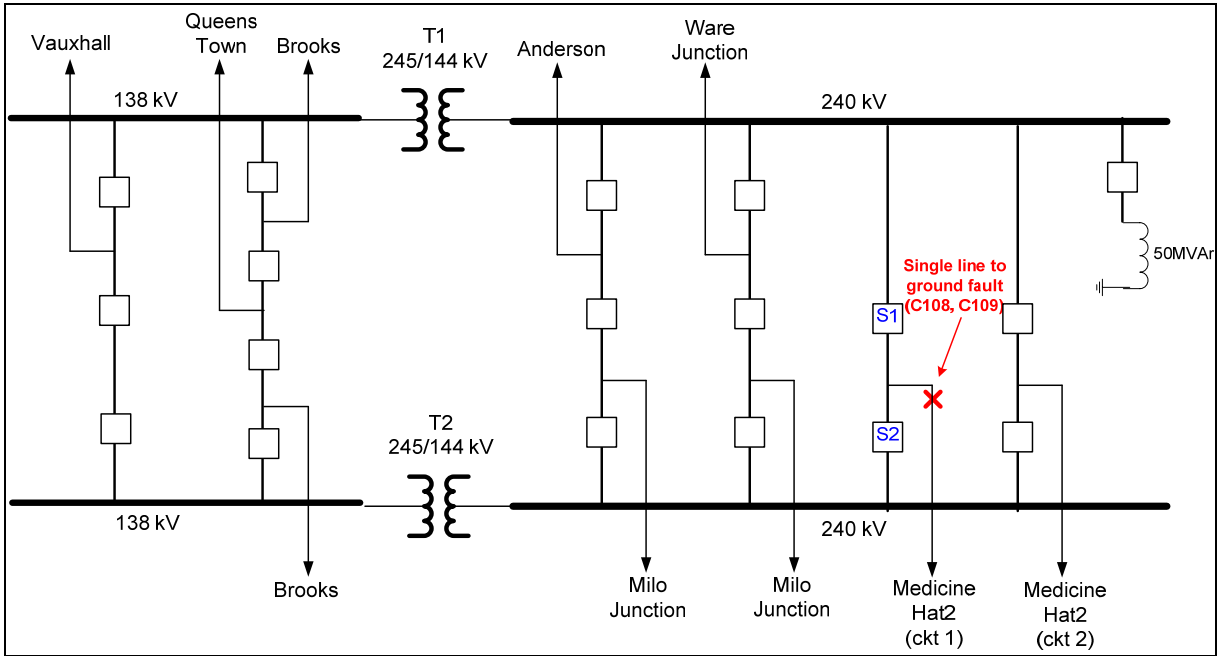 Vauxhall
Queens
Town
Brooks
T1
245/144 kV
Anderson
Ware
Junction
138 kV
240 kV
50MVAr
Single line to
ground fault
(C108, C109)
S1
S2
T2
245/144 kV
138 kV
240 kV
Brooks
Milo
Junction
Milo
Junction
Medicine
Hat2
(ckt 1)
Medicine
Hat2
(ckt 2)